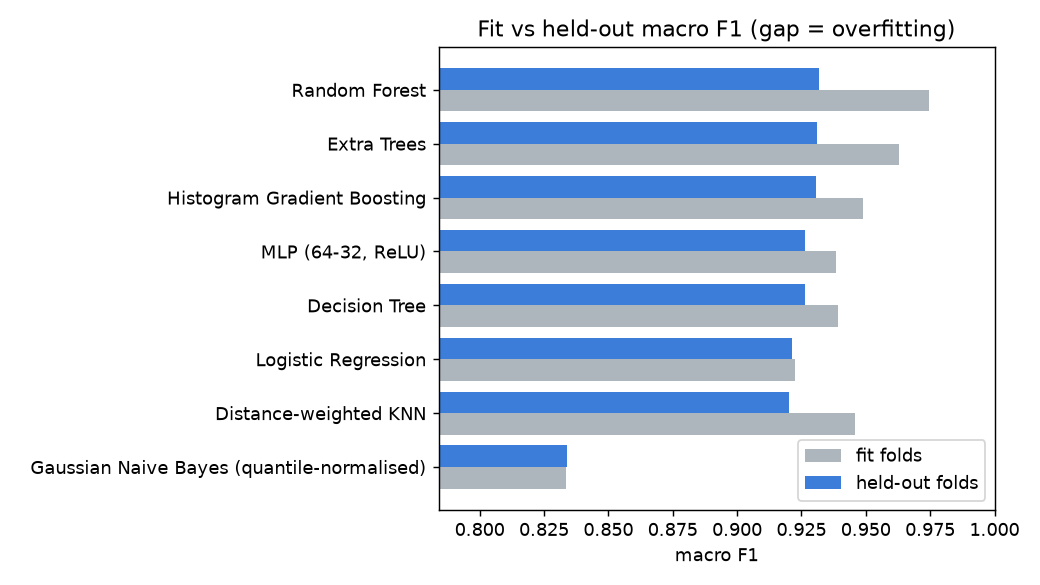 Fit vs held-out macro F1 (gap = overfitting)
Random Forest
Extra Trees
Histogram Gradient Boosting
MLP (64-32, ReLU)
Decision Tree
Logistic Regression
Distance-weighted KNN
Gaussian Naive Bayes (quantile-normalised)
fit folds
held-out folds
0.800 0.825 0.850 0.875 0.900 0.925 0.950 0.975 1.000
macro F1